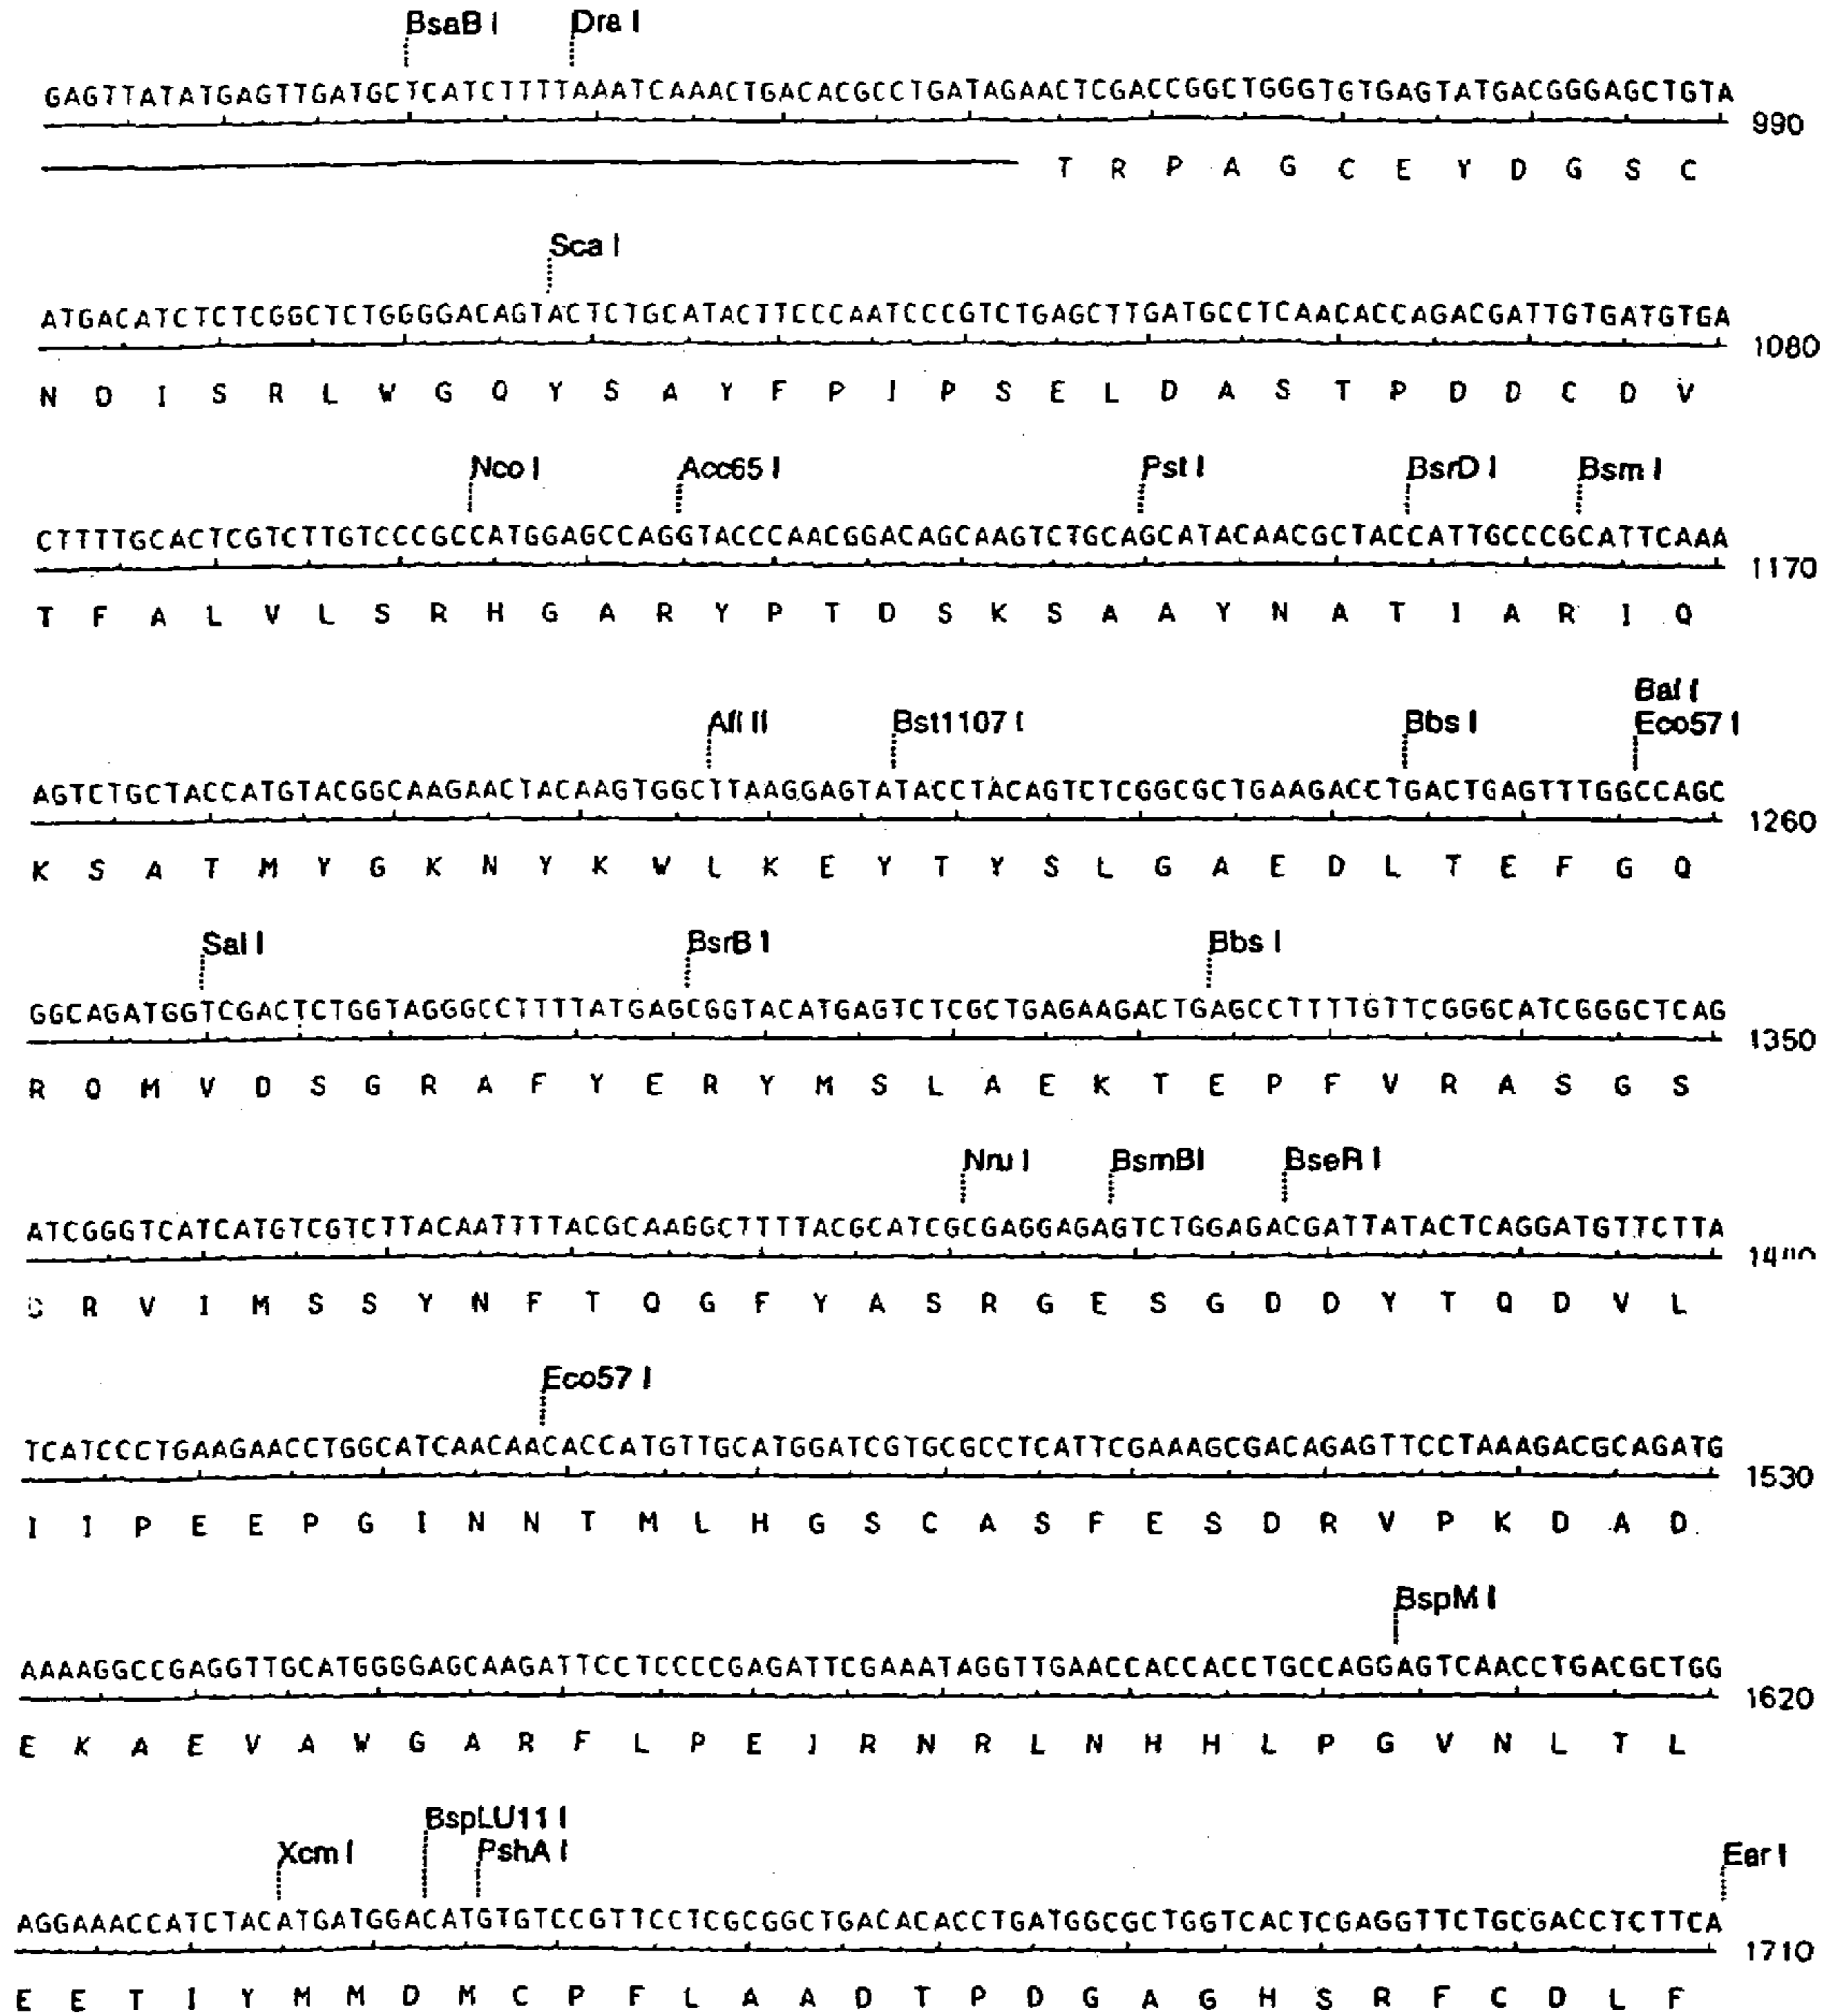 BsaB I Dra I
GAGTTATATGAGTTGATGCTCATCTTTTAAATCAAACTGACACGCCTGATAGAACTCGACCGGCTGGGTGTGAGTATGACGGGAGCTGTA
990
T R P A G C E Y D G S C
Sca I
ATGACATCTCTCGGCTCTGGGGACAGTACTCTGCATACTTCCCAATCCCGTCTGAGCTTGATGCCTCAACACCAGACGATTGTGATGTGA
1080
N D I S R L W G Q Y S A Y F P I P S E L D A S T P D D C D V
Nco I Acc65 I Pst I BsrD I Bsm I
CTTTTGCACTCGTCTTGTCCCGCCATGGAGCCAGGTACCCAACGGACAGCAAGTCTGCAGCATACAACGCTACCATTGCCCGCATTCAAA
1170
T F A L V L S R H G A R Y P T D S K S A A Y N A T I A R I Q
Bal I
Afl II Bst1107 I Bbs I Eco57 I
AGTCTGCTACCATGTACGGCAAGAACTACAAGTGGCTTAAGGAGTATACCTACAGTCTCGGCGCTGAAGACCTGACTGAGTTTGGCCAGC
1260
K S A T M Y G K N Y K W L K E Y T Y S L G A E D L T E F G Q
Sal I BsrB I Bbs I
GGCAGATGGTCGACTCTGGTAGGGCCTTTTATGAGCGGTACATGAGTCTCGCTGAGAAGACTGAGCCTTTTGTTCGGGCATCGGGCTCAG
1350
R Q M V D S G R A F Y E R Y M S L A E K T E P F V R A S G S
Nru I BsmBI BseR I
ATCGGGTCATCATGTCGTCTTACAATTTTACGCAAGGCTTTTACGCATCGCGAGGAGAGTCTGGAGACGATTATACTCAGGATGTTCTTA
R V I M S S Y N F T Q G F Y A S R G E S G D D Y T Q D V L
Eco57 I
TCATCCCTGAAGAACCTGGCATCAACAACACCATGTTGCATGGATCGTGCGCCTCATTCGAAAGCGACAGAGTTCCTAAAGACGCAGATG
1530
I I P E E P G I N N T M L H G S C A S F E S D R V P K D A D
BspM I
AAAAGGCCGAGGTTGCATGGGGAGCAAGATTCCTCCCCGAGATTCGAAATAGGTTGAACCACCACCTGCCAGGAGTCAACCTGACGCTGG
1620
E K A E V A W G A R F L P E I R N R L N H H L P G V N L T L
BspLU11 I
Xcm I PshA I Ear I
AGGAAACCATCTACATGATGGACATGTGTCCGTTCCTCGCGGCTGACACACCTGATGGCGCTGGTCACTCGAGGTTCTGCGACCTCTTCA
1710
E E T I Y M M D M C P F L A A D T P D G A G H S R F C D L F